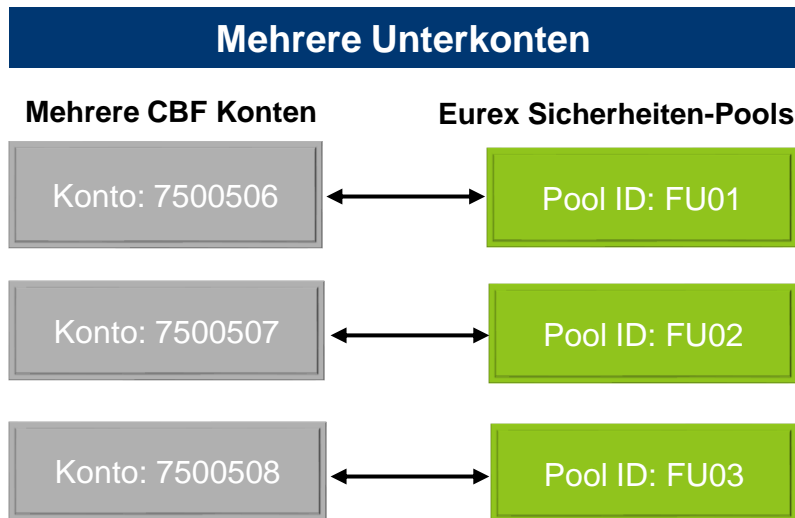 Mehrere Unterkonten
Mehrere CBF Konten
Eurex Sicherheiten-Pools
Konto: 7500506
Pool ID: FU01
Konto: 7500507
Pool ID: FU02
Konto: 7500508
Pool ID: FU03